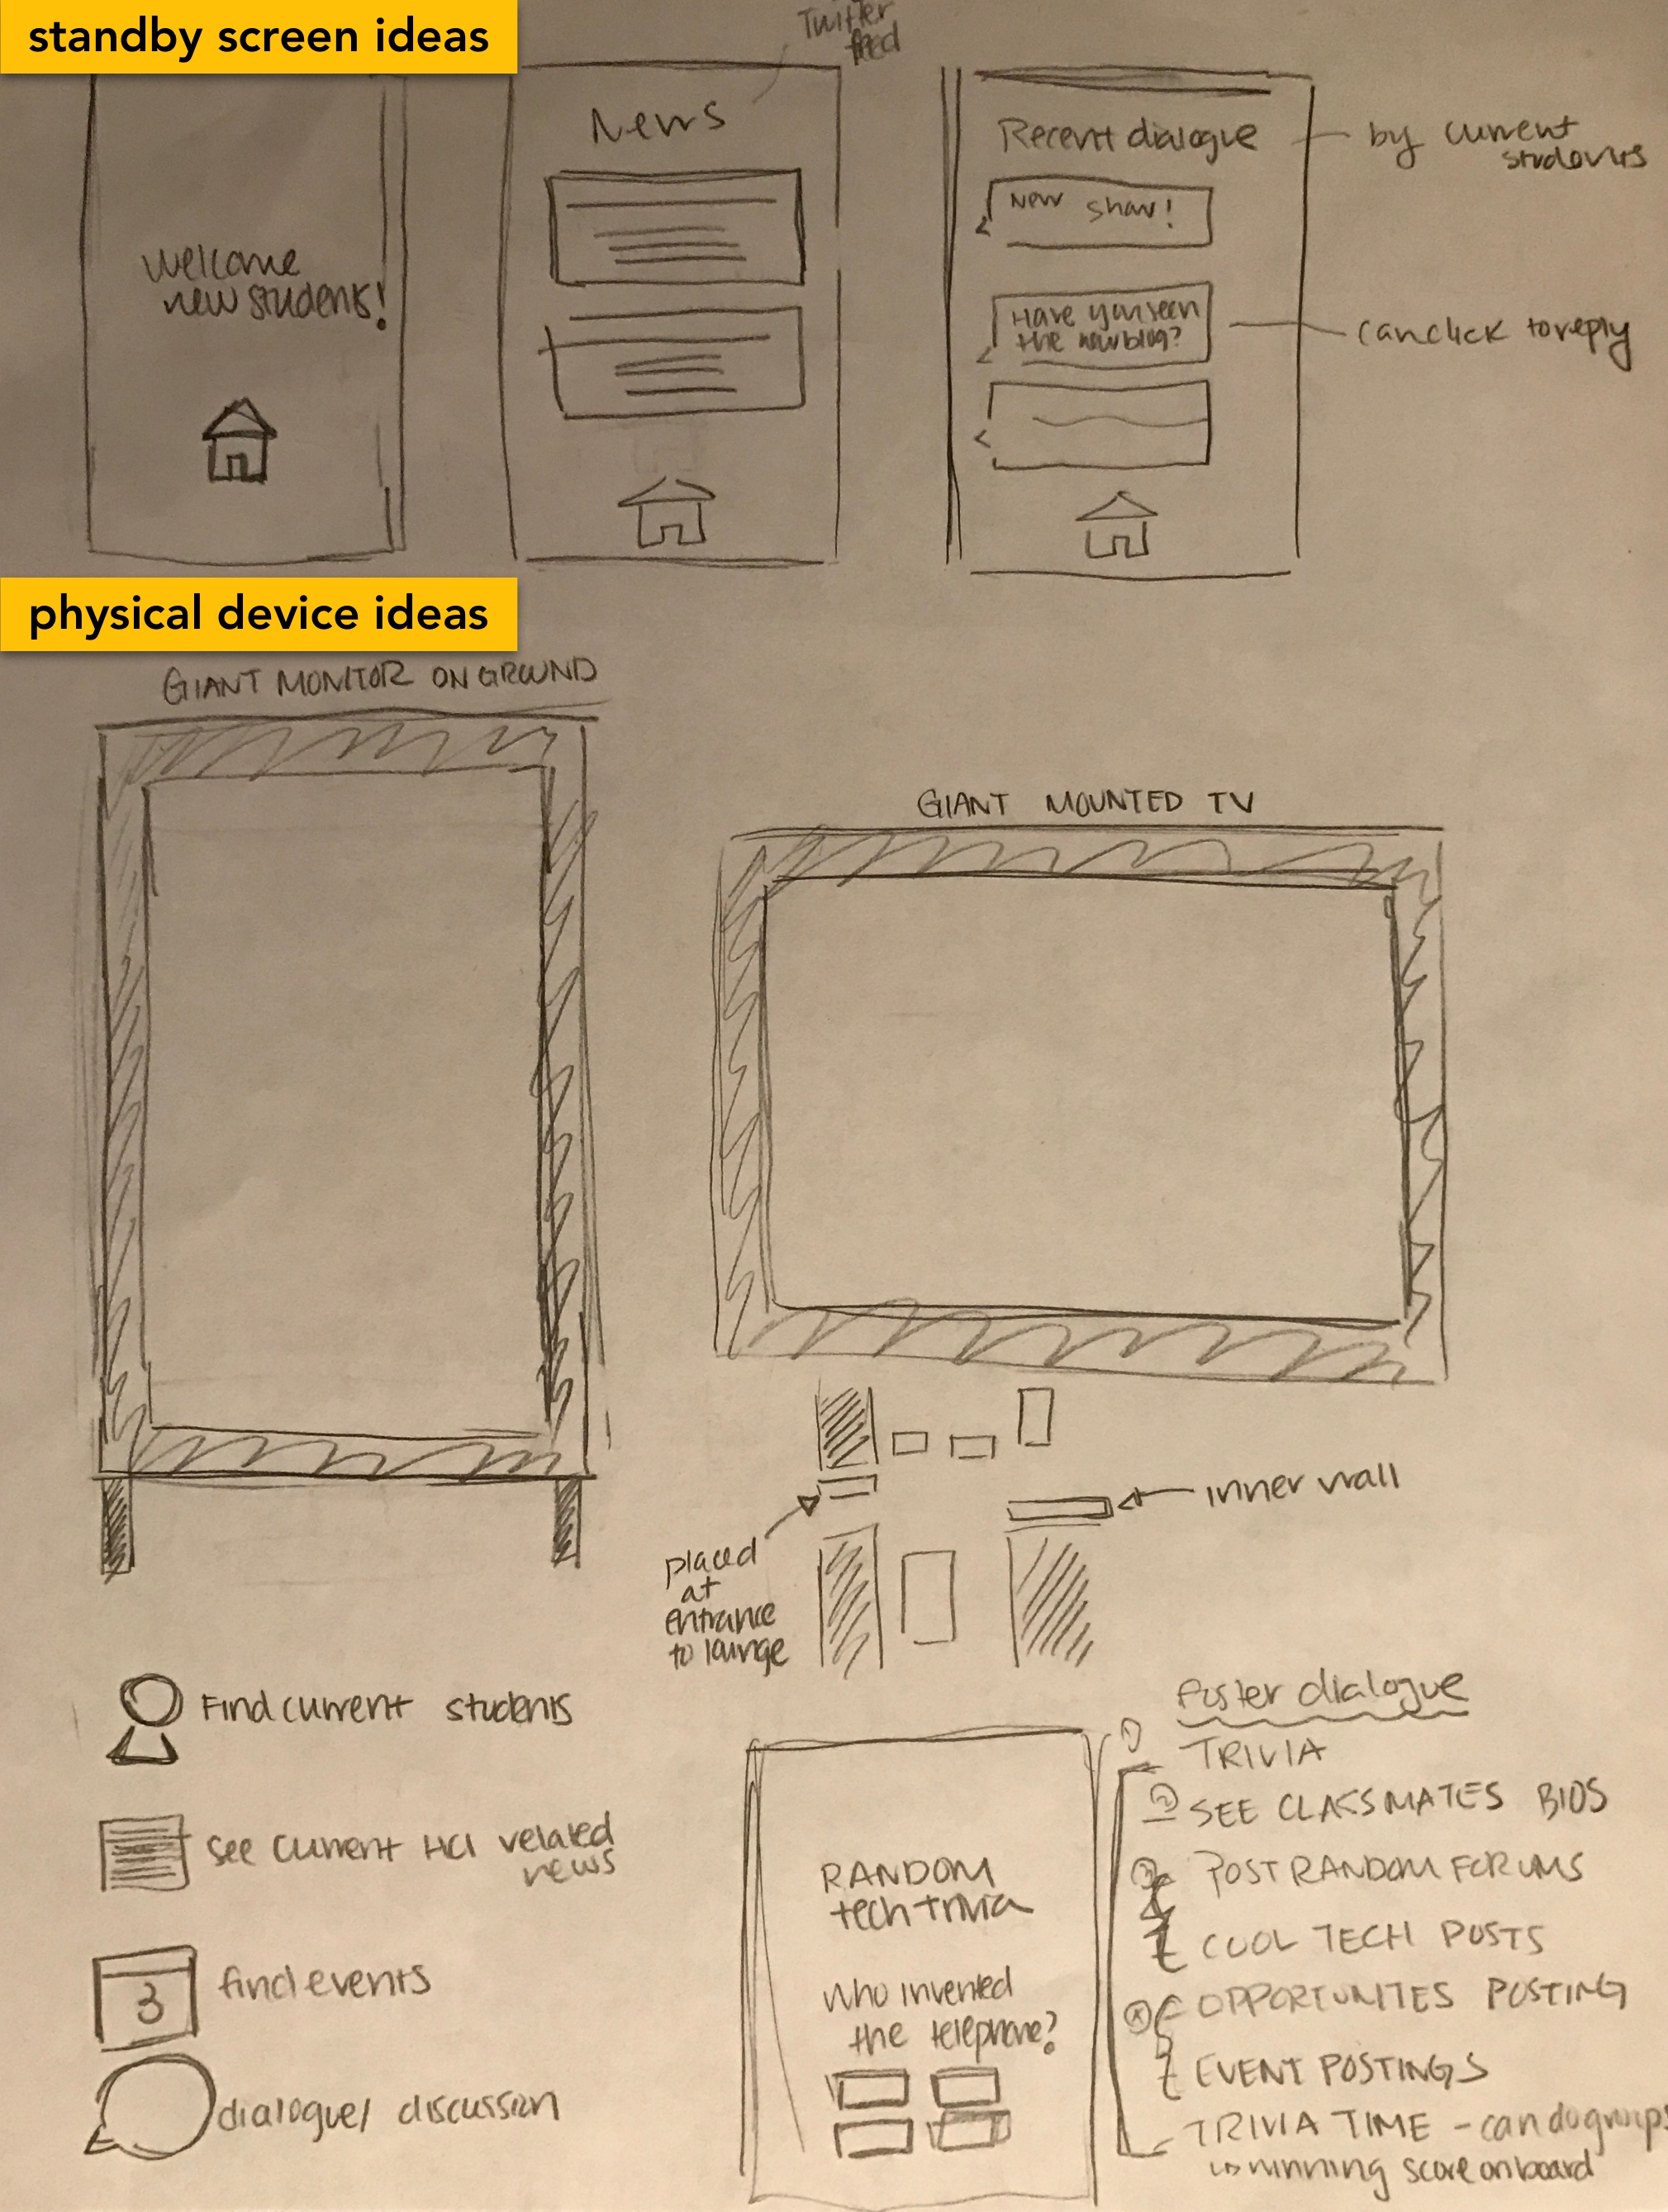 standby screen ideas
Twitter
feed
Welcome
new students!
News
Recent dialogue
by current
students
New show!
Have you seen
the new blog?
can click to reply
physical device ideas
GIANT MONITOR ON GROUND
GIANT MOUNTED TV
inner wall
placed
at
entrance
to lounge
Find current students
See current HCI related
news
3
find events
dialogue/ discussion
RANDOM
tech trivia
Who invented
the telephone?
Foster dialogue
1
TRIVIA
2
SEE CLASSMATES BIOS
3
POST RANDOM FORUMS
COOL TECH POSTS
OPPORTUNITES POSTING
EVENT POSTINGS
TRIVIA TIME - can do groups
winning score on board